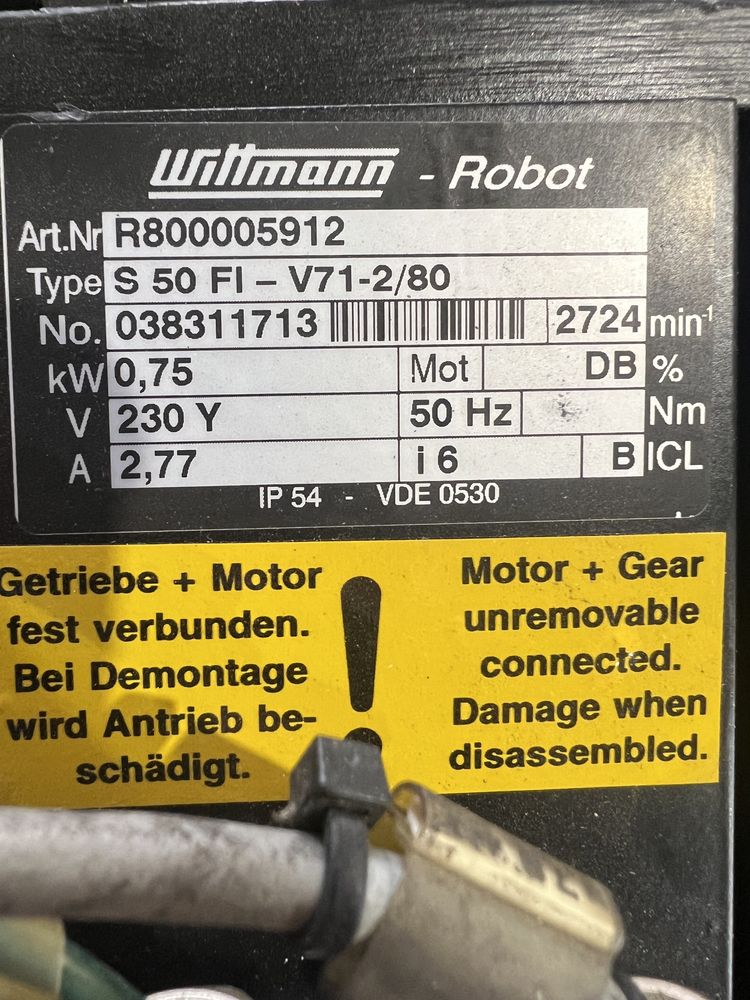 Wittmann - Robot
Art.Nr R800005912
Type S 50 FI – V71-2/80
No. 038311713 2724 min-1
kW 0,75 Mot DB %
V 230 Y 50 Hz Nm
A 2,77 i 6 B ICL
IP 54 - VDE 0530
Getriebe + Motor
fest verbunden.
Bei Demontage
wird Antrieb be-
schädigt.
!
Motor + Gear
unremovable
connected.
Damage when
disassembled.